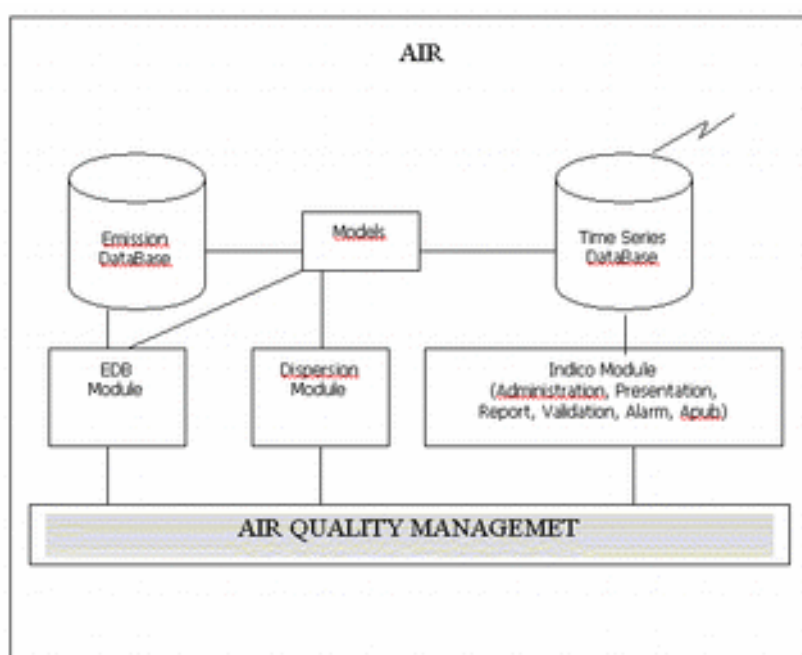 AIR
Emission
DataBase
Models
Time Series
DataBase
EDB
Module
Dispersion
Module
Indico Module
(Administration, Presentation,
Report, Validation, Alarm, Apub)
AIR QUALITY MANAGEMET